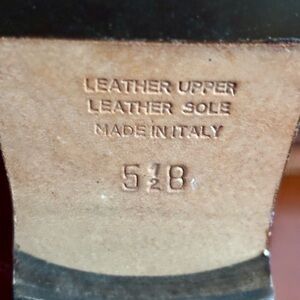 LEATHER UPPER
LEATHER SOLE
MADE IN ITALY
5½B